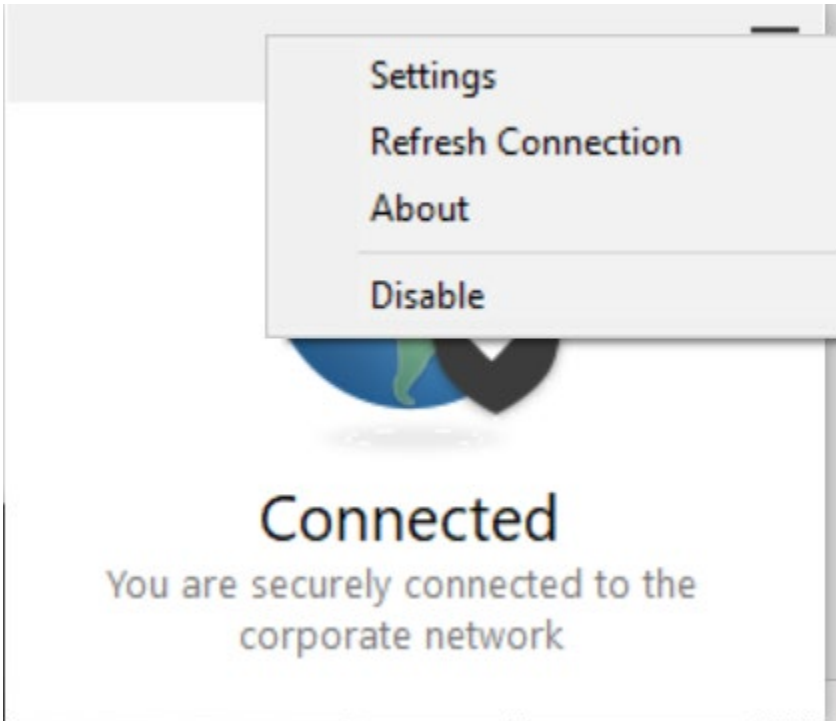 Settings
Refresh Connection
About
Disable
Connected
You are securely connected to the
corporate network